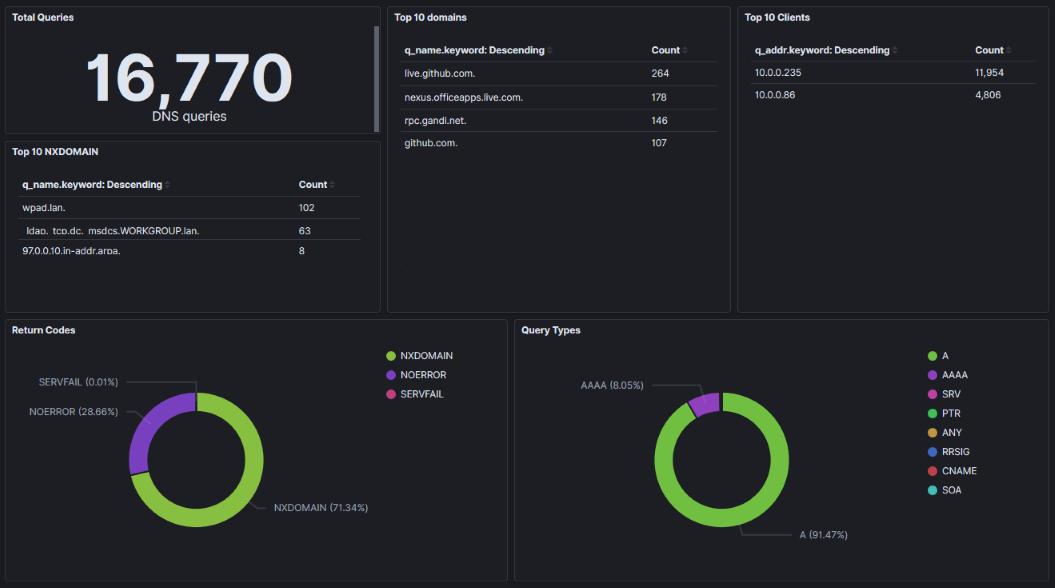 Total Queries
16,770
DNS queries
Top 10 NXDOMAIN
q_name.keyword: Descending Count
wpad.lan. 102
_ldap._tcp.dc._msdcs.WORKGROUP.lan. 63
97.0.0.10.in-addr.arpa. 8
Top 10 domains
q_name.keyword: Descending Count
live.github.com. 264
nexus.officeapps.live.com. 178
rpc.gandi.net. 146
github.com. 107
Top 10 Clients
q_addr.keyword: Descending Count
10.0.0.235 11,954
10.0.0.86 4,806
Return Codes
SERVFAIL (0.01%)
NOERROR (28.66%)
NXDOMAIN (71.34%)
NXDOMAIN
NOERROR
SERVFAIL
Query Types
AAAA (8.05%)
A (91.47%)
A
AAAA
SRV
PTR
ANY
RRSIG
CNAME
SOA